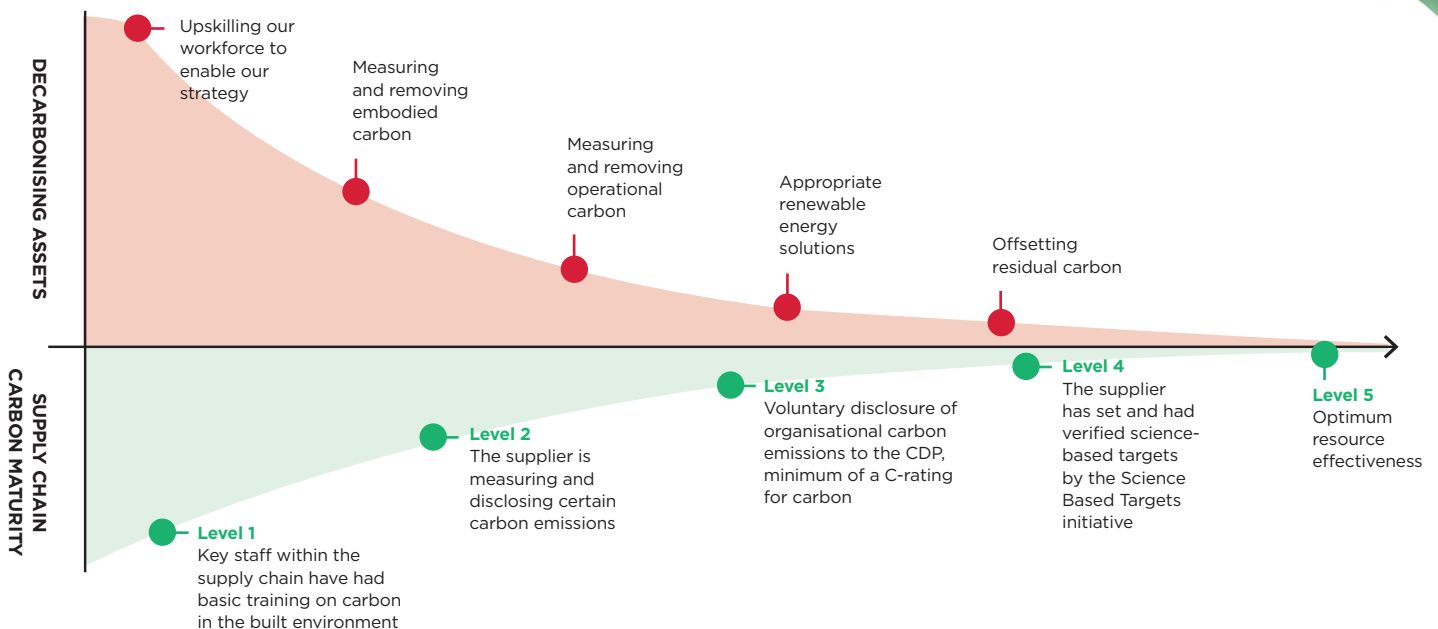 DECARBONISING ASSETS
Upskilling our
workforce to
enable our
strategy
Measuring
and removing
embodied
carbon
Measuring
and removing
operational
carbon
Appropriate
renewable
energy
solutions
Offsetting
residual carbon
SUPPLY CHAIN
CARBON MATURITY
Level 1
Key staff within the
supply chain have had
basic training on carbon
in the built environment
Level 2
The supplier is
measuring and
disclosing certain
carbon emissions
Level 3
Voluntary disclosure of
organisational carbon
emissions to the CDP,
minimum of a C-rating
for carbon
Level 4
The supplier
has set and had
verified science-
based targets
by the Science
Based Targets
initiative
Level 5
Optimum
resource
effectiveness